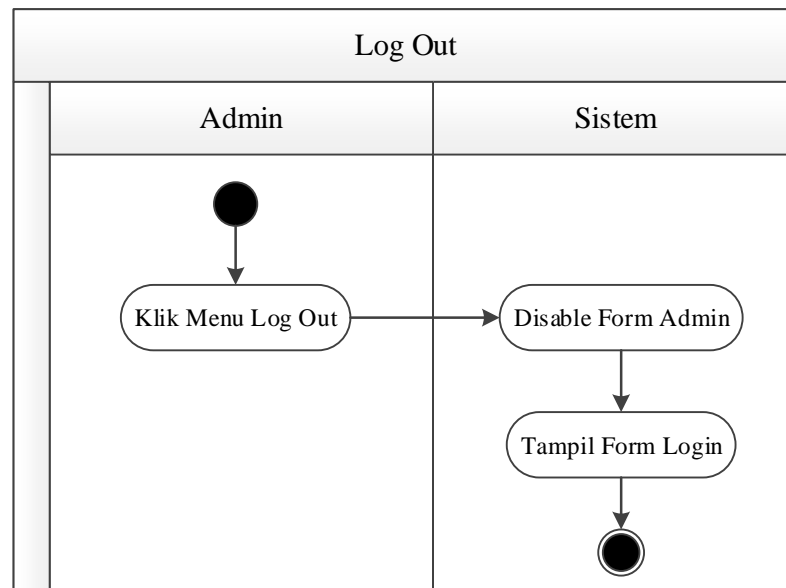 Log Out
Admin
Sistem
Klik Menu Log Out
Disable Form Admin
Tampil Form Login